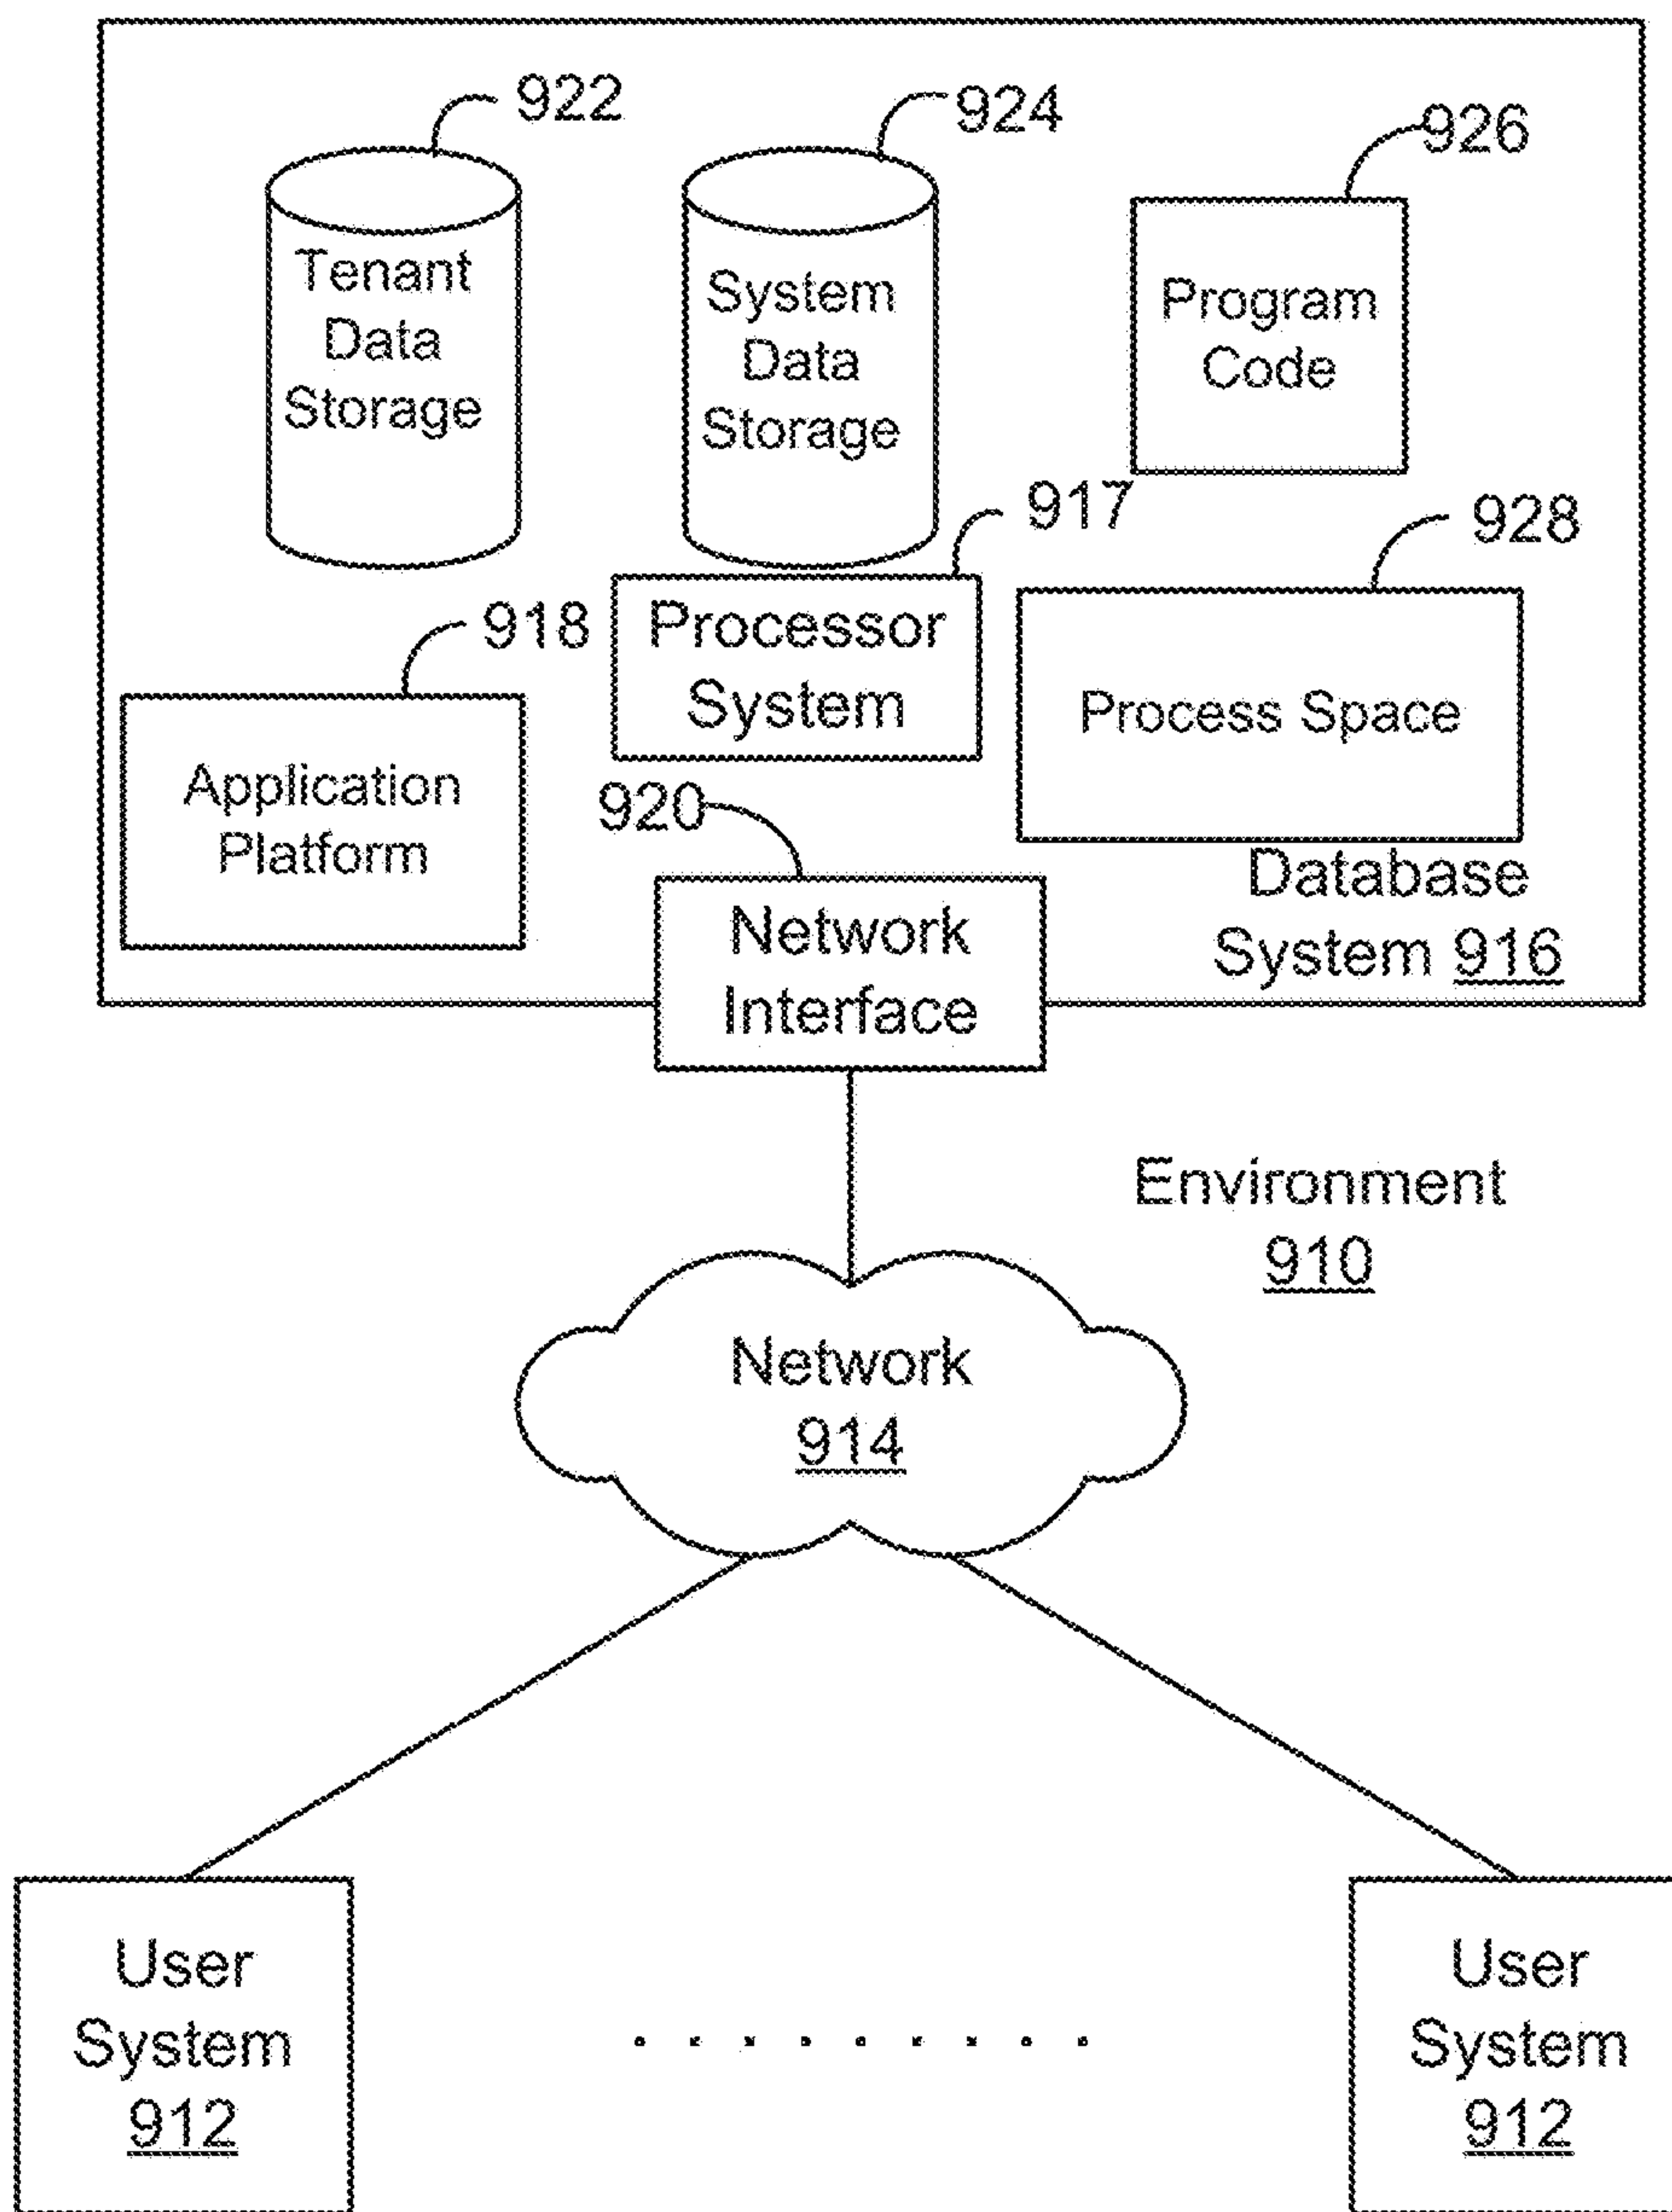 922
924
926
Tenant
Data
Storage
System
Data
Storage
Program
Code
917
928
918
Processor
System
Process Space
Application
Platform
920
Database
System 916
Network
Interface
Environment
910
Network
914
User
System
912
User
System
912